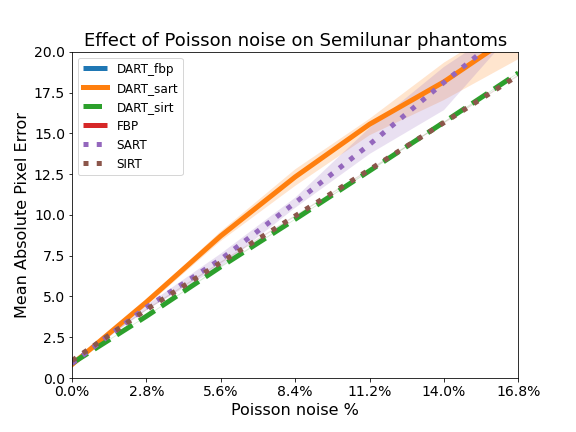 Effect of Poisson noise on Semilunar phantoms
20.0
17.5
15.0
12.5
10.0
7.5
5.0
2.5
0.0
Mean Absolute Pixel Error
DART_fbp
DART_sart
DART_sirt
FBP
SART
SIRT
0.0% 2.8% 5.6% 8.4% 11.2% 14.0% 16.8%
Poisson noise %